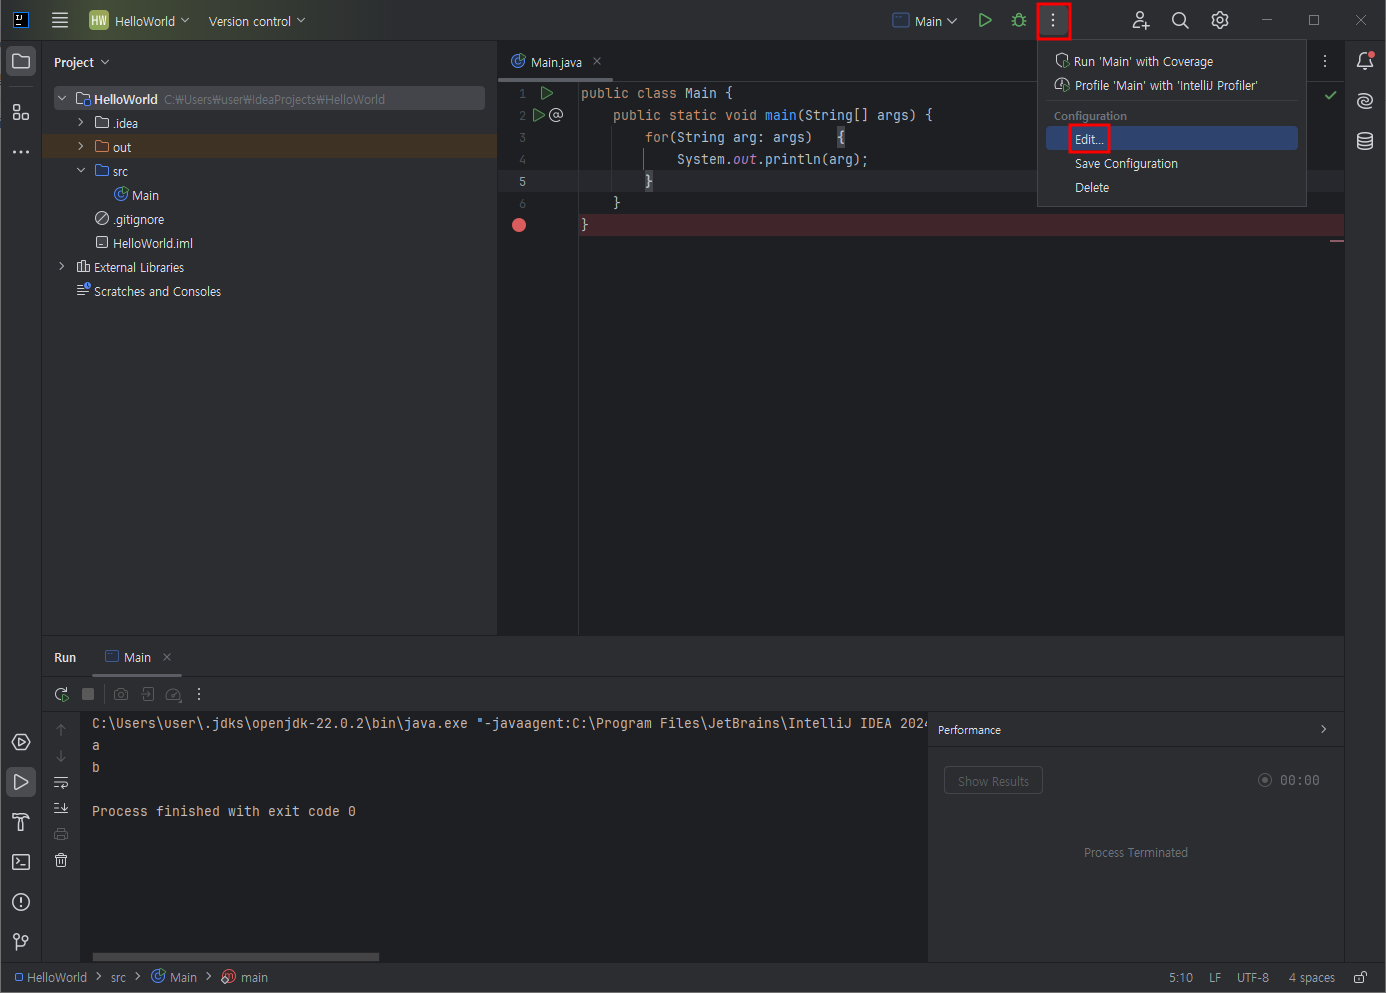 HW HelloWorld Version control Main
Project
Main.java
Run 'Main' with Coverage
Profile 'Main' with 'IntelliJ Profiler'
Configuration
Edit...
Save Configuration
Delete
HelloWorld C:₩Users₩user₩IdeaProjects₩HelloWorld
.idea
out
src
Main
.gitignore
HelloWorld.iml
External Libraries
Scratches and Consoles
1 public class Main {
2 @ public static void main(String[] args) {
3 for(String arg: args) {
4 System.out.println(arg);
5 }
6 }
}
Run Main
C:\Users\user\.jdks\openjdk-22.0.2\bin\java.exe "-javaagent:C:\Program Files\JetBrains\IntelliJ IDEA 2024
a
b
Process finished with exit code 0
Performance
Show Results 00:00
Process Terminated
HelloWorld > src > Main > main 5:10 LF UTF-8 4 spaces